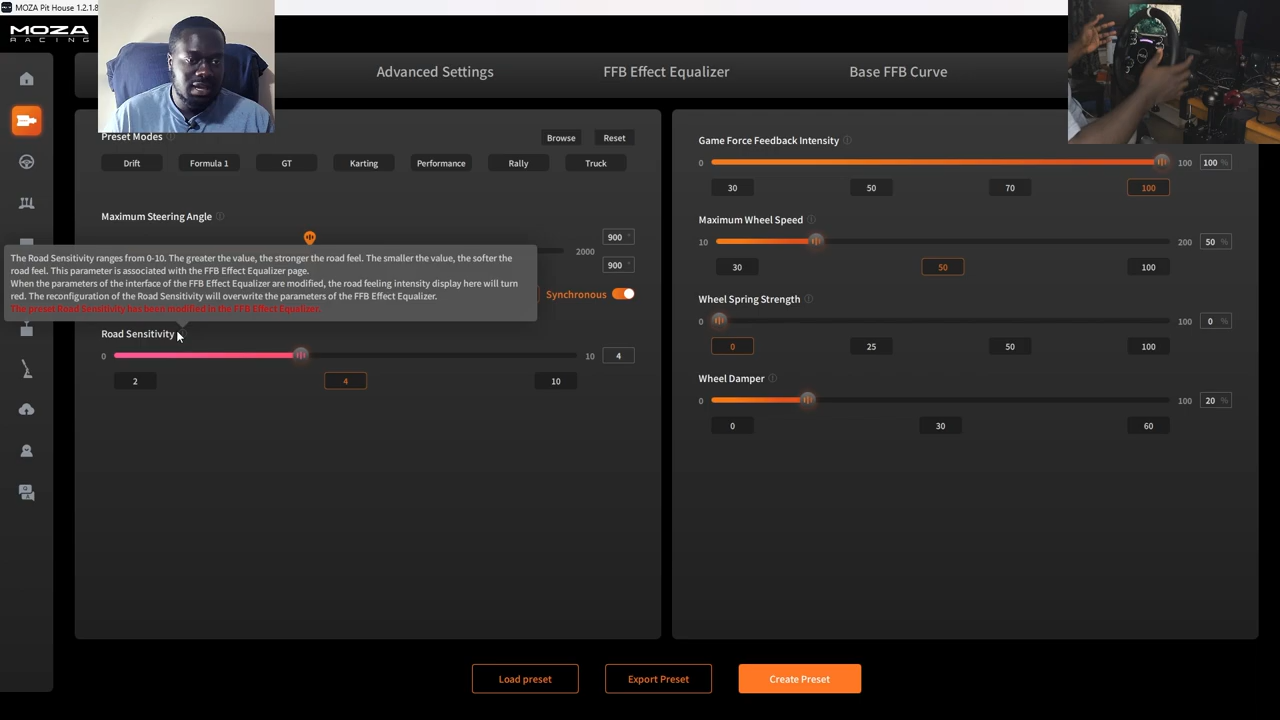 MOZA Pit House 1.2.1.8
MOZA
RACING
Advanced Settings
FFB Effect Equalizer
Base FFB Curve
Preset Modes
Browse
Reset
Drift
Formula 1
GT
Karting
Performance
Rally
Truck
Maximum Steering Angle
900 °
2000
900 °
The Road Sensitivity ranges from 0-10. The greater the value, the stronger the road feel. The smaller the value, the softer the
road feel. This parameter is associated with the FFB Effect Equalizer page.
When the parameters of the interface of the FFB Effect Equalizer are modified, the road feeling intensity display here will turn
red. The reconfiguration of the Road Sensitivity will overwrite the parameters of the FFB Effect Equalizer.
The preset Road Sensitivity has been modified in the FFB Effect Equalizer.
Synchronous
Road Sensitivity
0
10
4
2
4
10
Game Force Feedback Intensity
0
100
100 %
30
50
70
100
Maximum Wheel Speed
10
200
50 %
30
50
100
Wheel Spring Strength
0
100
0 %
0
25
50
100
Wheel Damper
0
100
20 %
0
30
60
Load preset
Export Preset
Create Preset